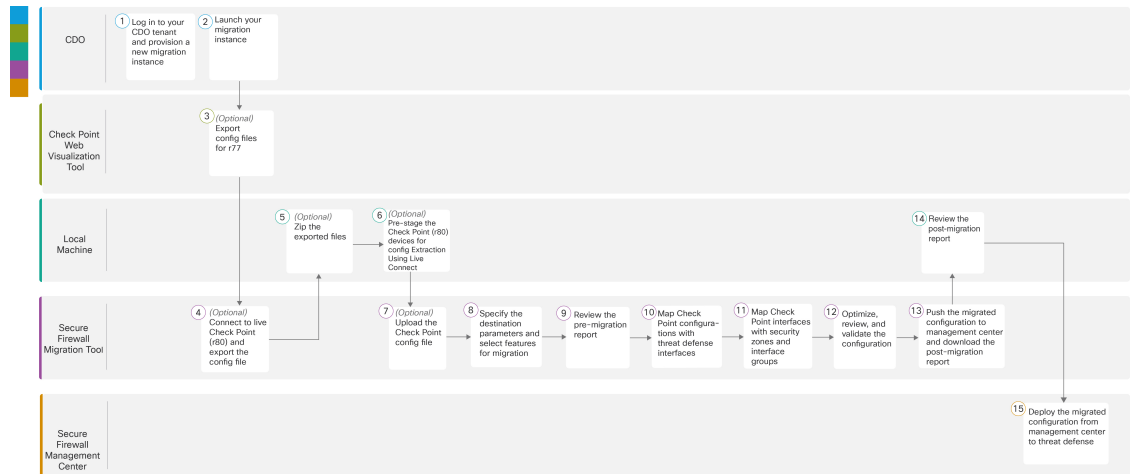 CDO
1 Log in to your
CDO tenant
and provision a
new migration
instance
2 Launch your
migration
instance
Check Point
Web
Visualization
Tool
3 (Optional)
Export
config files
for r77
Local
Machine
5 (Optional)
Zip the
exported files
6 (Optional)
Pre-stage the
Check Point (r80)
devices for
config Extraction
Using Live
Connect
14 Review the
post-migration
report
Secure
Firewall
Migration Tool
4 (Optional)
Connect to live
Check Point
(r80) and
export the
config file
7 (Optional)
Upload the
Check Point
config file
8 Specify the
destination
parameters and
select features
for migration
9 Review the
pre-migration
report
10 Map Check
Point configura-
tions with
threat defense
interfaces
11 Map Check
Point interfaces
with security
zones and
interface
groups
12 Optimize,
review, and
validate the
configuration
13 Push the migrated
configuration to
management center
and download the
post-migration
report
Secure
Firewall
Management
Center
15 Deploy the migrated
configuration from
management center
to threat defense